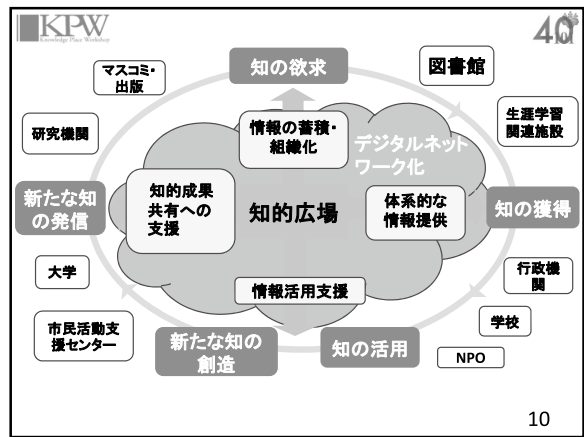 KPW
Knowledge Place Workshop
40
知の欲求
図書館
マスコミ・
出版
生涯学習
関連施設
研究機関
情報の蓄積・
組織化
デジタルネット
ワーク化
新たな知
の発信
知的成果
共有への
支援
知的広場
体系的な
情報提供
知の獲得
大学
行政機
関
情報活用支援
市民活動支
援センター
新たな知の
創造
知の活用
学校
NPO
10